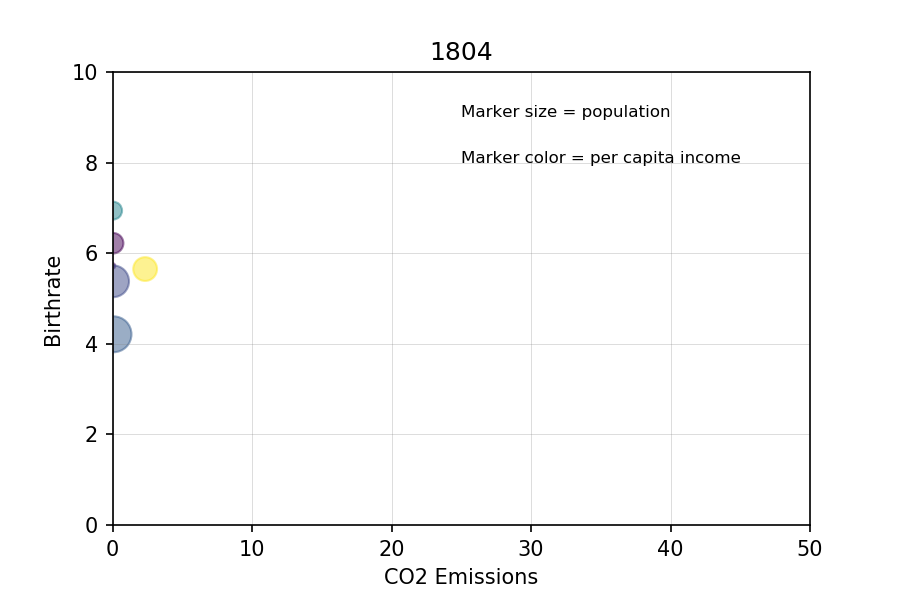 1804
Marker size = population
Marker color = per capita income
10
8
6
4
2
0
Birthrate
0 10 20 30 40 50
CO2 Emissions